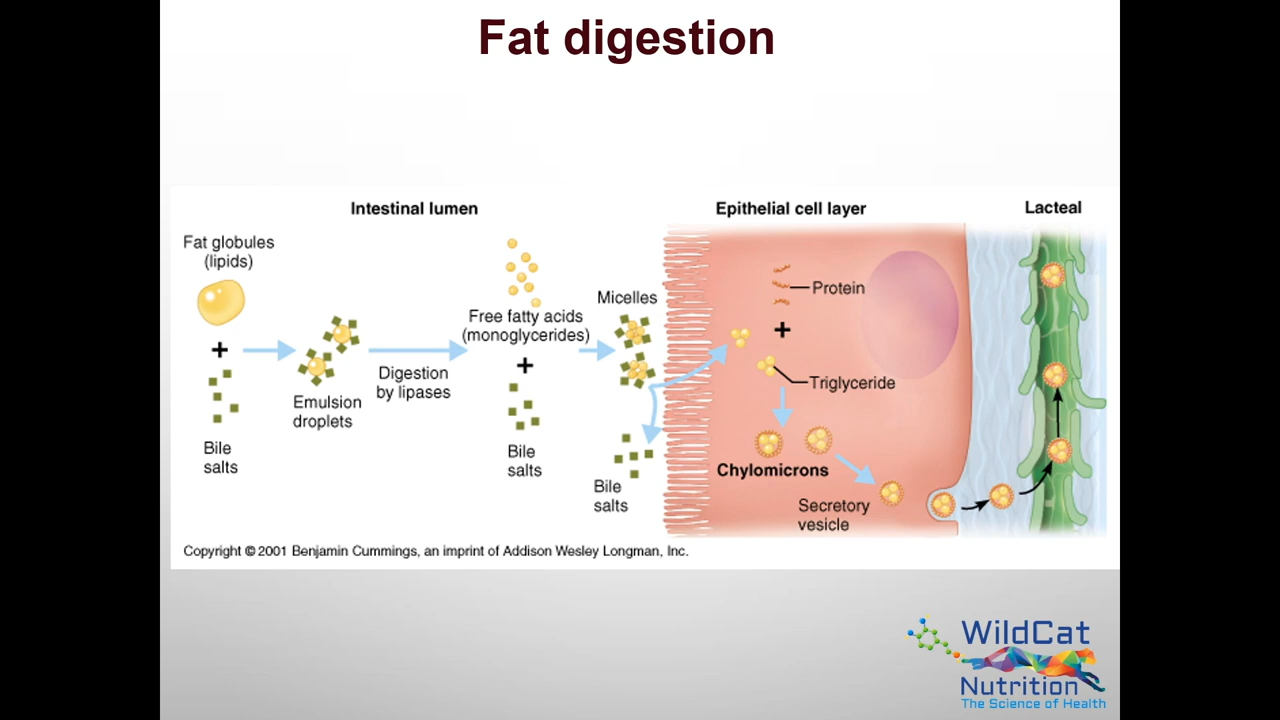 Fat digestion
Intestinal lumen
Epithelial cell layer
Lacteal
Fat globules
(lipids)
+
Bile
salts
Emulsion
droplets
Digestion
by lipases
Free fatty acids
(monoglycerides)
+
Bile
salts
Micelles
Bile
salts
Protein
+
Triglyceride
Chylomicrons
Secretory
vesicle
Copyright © 2001 Benjamin Cummings, an imprint of Addison Wesley Longman, Inc.
WildCat
Nutrition
The Science of Health